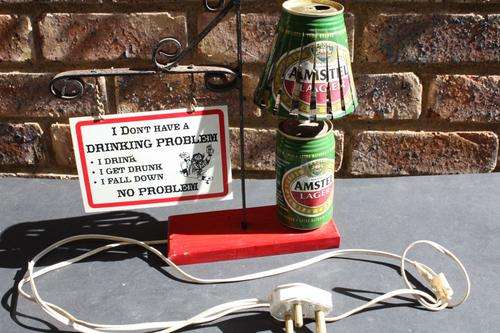 I DONT HAVE A
DRINKING PROBLEM
• I DRINK
• I GET DRUNK
• I FALL DOWN
NO PROBLEM
AMSTEL
LAGER
AMSTEL
LAGER